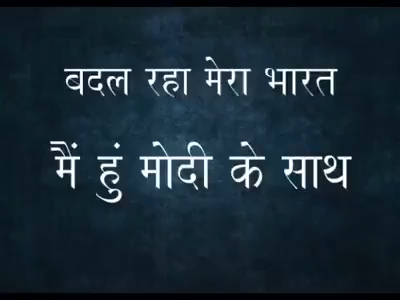 बदल रहा मेरा भारत
मैं हुं मोदी के साथ